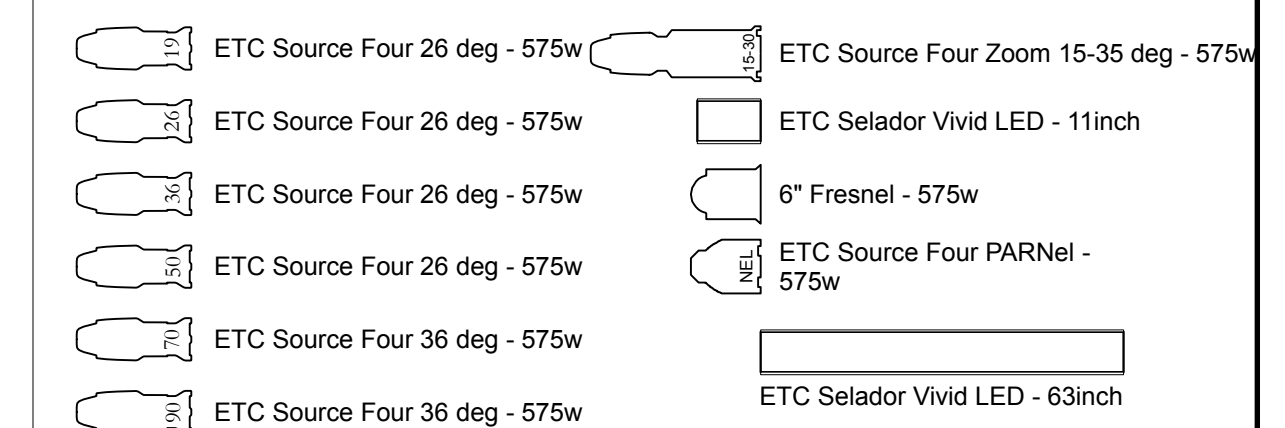 19 ETC Source Four 26 deg - 575w
26 ETC Source Four 26 deg - 575w
36 ETC Source Four 26 deg - 575w
50 ETC Source Four 26 deg - 575w
70 ETC Source Four 36 deg - 575w
90 ETC Source Four 36 deg - 575w
15-30 ETC Source Four Zoom 15-35 deg - 575w
ETC Selador Vivid LED - 11inch
6" Fresnel - 575w
NEL ETC Source Four PARNel -
575w
ETC Selador Vivid LED - 63inch